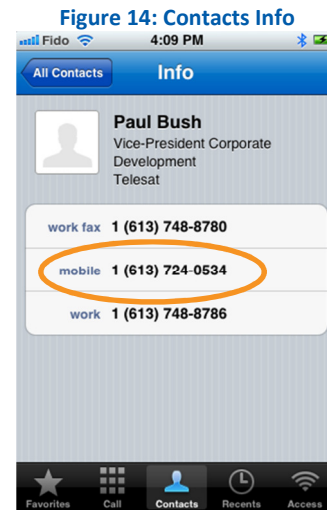 Figure 14: Contacts Info
Fido 4:09 PM
All Contacts Info
Paul Bush
Vice-President Corporate
Development
Telesat
work fax 1 (613) 748-8780
mobile 1 (613) 724-0534
work 1 (613) 748-8786
Favorites Call Contacts Recents Access